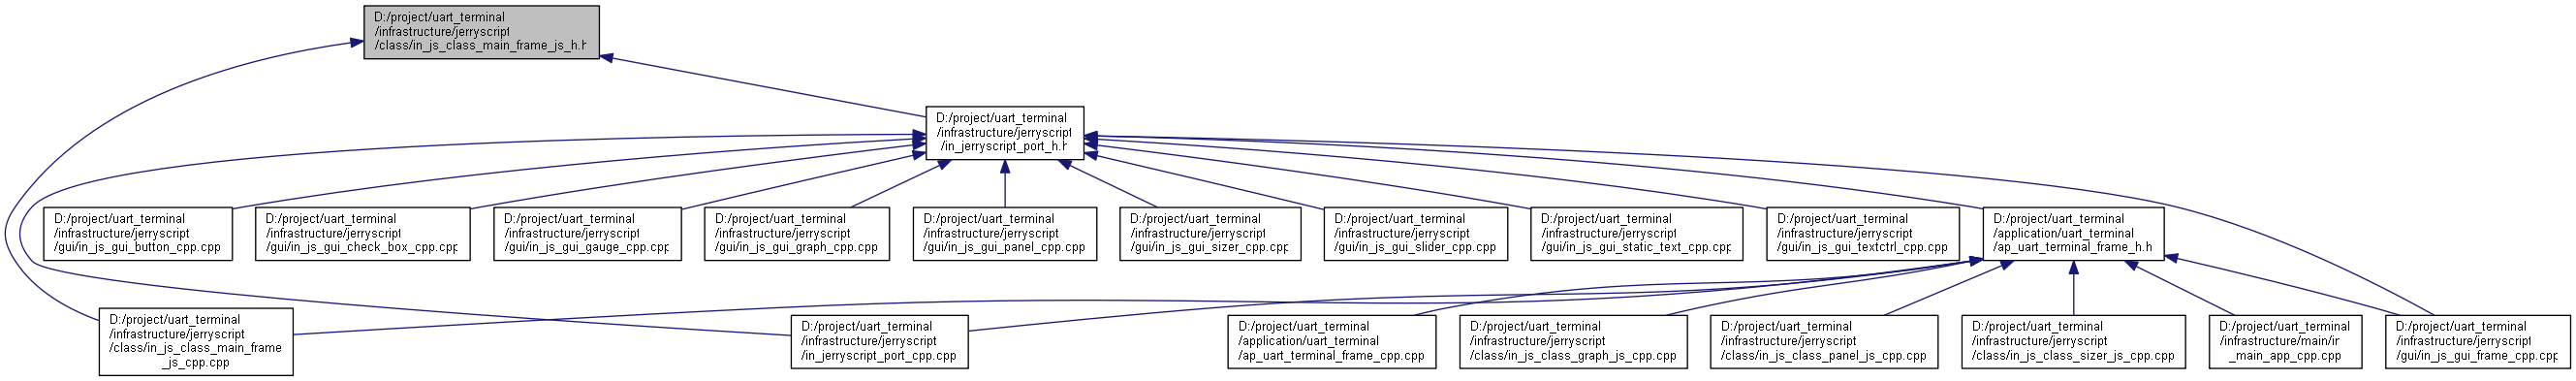 D:/project/uart_terminal
/infrastructure/jerryscript
/class/in_js_class_main_frame_js_h.h
D:/project/uart_terminal
/infrastructure/jerryscript
/in_jerryscript_port_h.h
D:/project/uart_terminal
/infrastructure/jerryscript
/gui/in_js_gui_button_cpp.cpp
D:/project/uart_terminal
/infrastructure/jerryscript
/gui/in_js_gui_check_box_cpp.cpp
D:/project/uart_terminal
/infrastructure/jerryscript
/gui/in_js_gui_gauge_cpp.cpp
D:/project/uart_terminal
/infrastructure/jerryscript
/gui/in_js_gui_graph_cpp.cpp
D:/project/uart_terminal
/infrastructure/jerryscript
/gui/in_js_gui_panel_cpp.cpp
D:/project/uart_terminal
/infrastructure/jerryscript
/gui/in_js_gui_sizer_cpp.cpp
D:/project/uart_terminal
/infrastructure/jerryscript
/gui/in_js_gui_slider_cpp.cpp
D:/project/uart_terminal
/infrastructure/jerryscript
/gui/in_js_gui_static_text_cpp.cpp
D:/project/uart_terminal
/infrastructure/jerryscript
/gui/in_js_gui_textctrl_cpp.cpp
D:/project/uart_terminal
/application/uart_terminal
/ap_uart_terminal_frame_h.h
D:/project/uart_terminal
/infrastructure/jerryscript
/class/in_js_class_main_frame
_js_cpp.cpp
D:/project/uart_terminal
/infrastructure/jerryscript
/in_jerryscript_port_cpp.cpp
D:/project/uart_terminal
/application/uart_terminal
/ap_uart_terminal_frame_cpp.cpp
D:/project/uart_terminal
/infrastructure/jerryscript
/class/in_js_class_graph_js_cpp.cpp
D:/project/uart_terminal
/infrastructure/jerryscript
/class/in_js_class_panel_js_cpp.cpp
D:/project/uart_terminal
/infrastructure/jerryscript
/class/in_js_class_sizer_js_cpp.cpp
D:/project/uart_terminal
/infrastructure/main/in
_main_app_cpp.cpp
D:/project/uart_terminal
/infrastructure/jerryscript
/gui/in_js_gui_frame_cpp.cpp